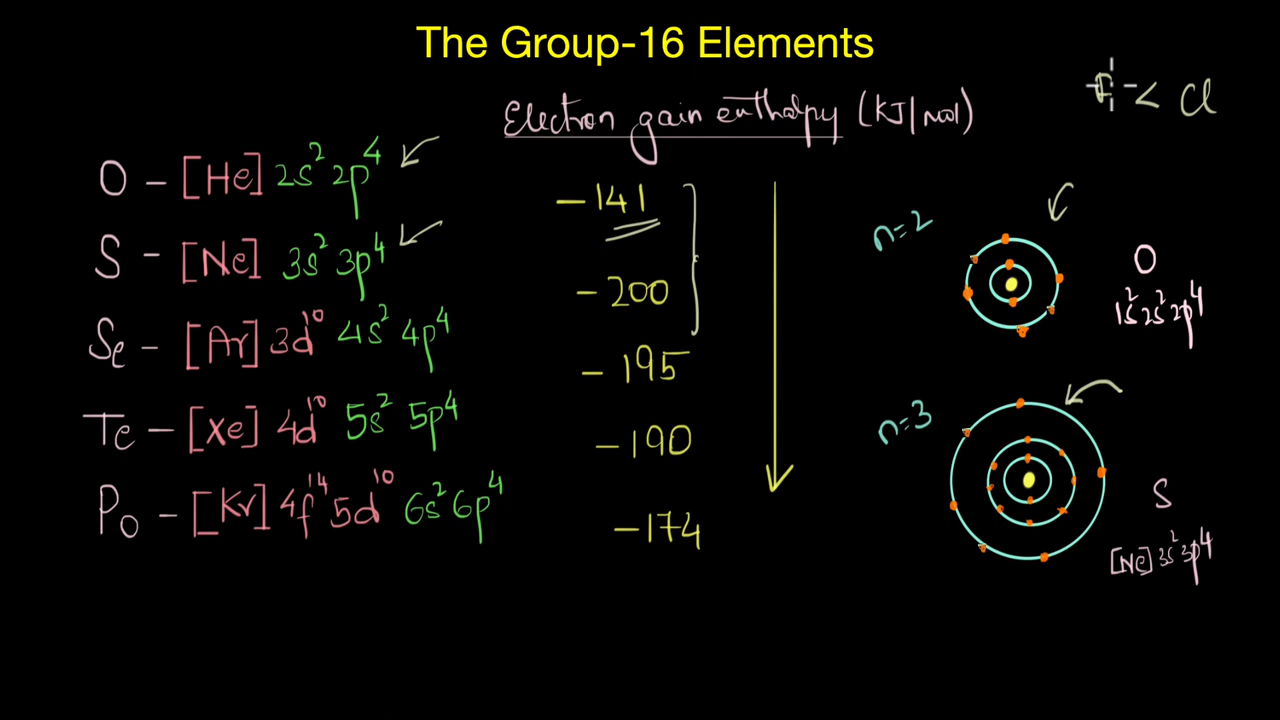 The Group-16 Elements
F < Cl
Electron gain enthalpy (KJ/mol)
O – [He] 2s² 2p⁴
-141
n=2
O
1s² 2s² 2p⁴
S – [Ne] 3s² 3p⁴
-200
Se – [Ar] 3d¹⁰ 4s² 4p⁴
-195
Te – [Xe] 4d¹⁰ 5s² 5p⁴
-190
n=3
S
[Ne] 3s² 3p⁴
Po – [Kr] 4f¹⁴ 5d¹⁰ 6s² 6p⁴
-174